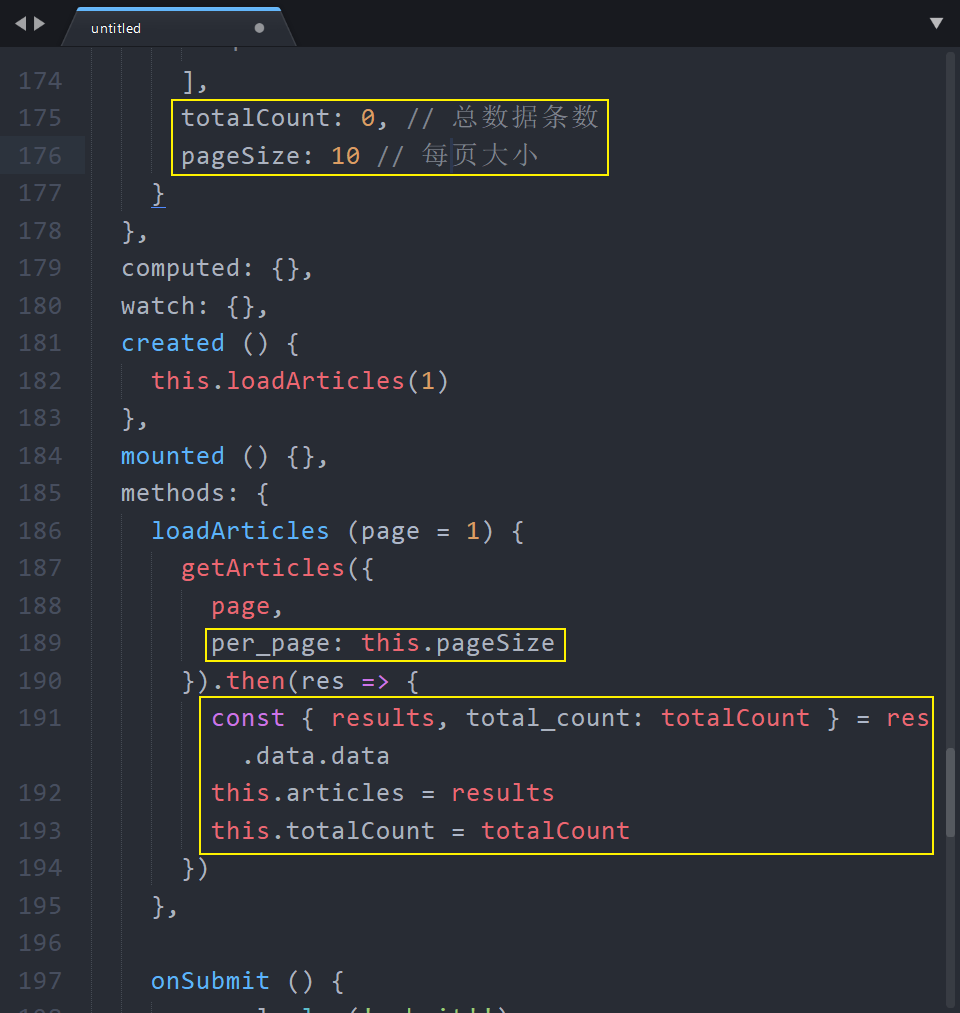 untitled
174 ],
175 totalCount: 0, // 总数据条数
176 pageSize: 10 // 每页大小
177 }
178 },
179 computed: {},
180 watch: {},
181 created () {
182 this.loadArticles(1)
183 },
184 mounted () {},
185 methods: {
186 loadArticles (page = 1) {
187 getArticles({
188 page,
189 per_page: this.pageSize
190 }).then(res => {
191 const { results, total_count: totalCount } = res
.data.data
192 this.articles = results
193 this.totalCount = totalCount
194 })
195 },
196
197 onSubmit () {